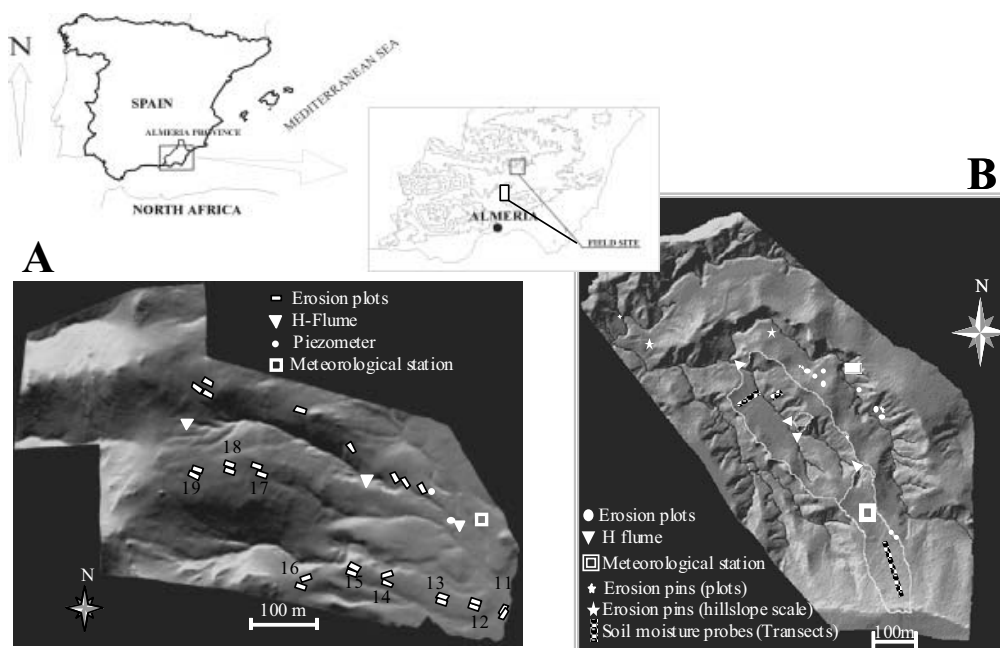 N
SPAIN
MEDITERRANEAN SEA
ALMERIA PROVINCE
NORTH AFRICA
ALMERIA
FIELD SITE
A
Erosion plots
H-Flume
Piezometer
Meteorological station
18
19
17
16
15
14
13
12
11
N
100 m
B
N
Erosion plots
H flume
Meteorological station
Erosion pins (plots)
Erosion pins (hillslope scale)
Soil moisture probes (Transects)
100m